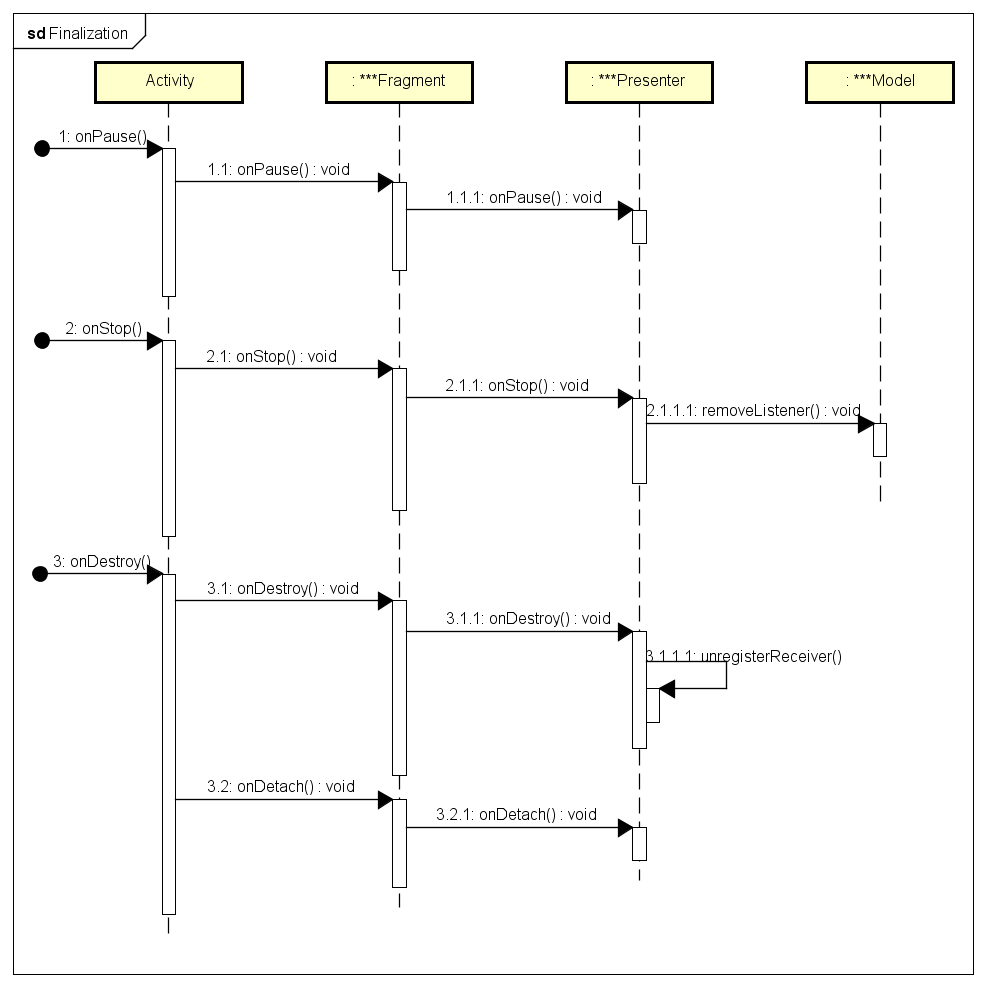 sd Finalization
Activity
: ***Fragment
: ***Presenter
: ***Model
1: onPause()
1.1: onPause() : void
1.1.1: onPause() : void
2: onStop()
2.1: onStop() : void
2.1.1: onStop() : void
2.1.1.1: removeListener() : void
3: onDestroy()
3.1: onDestroy() : void
3.1.1: onDestroy() : void
3.1.1.1: unregisterReceiver()
3.2: onDetach() : void
3.2.1: onDetach() : void